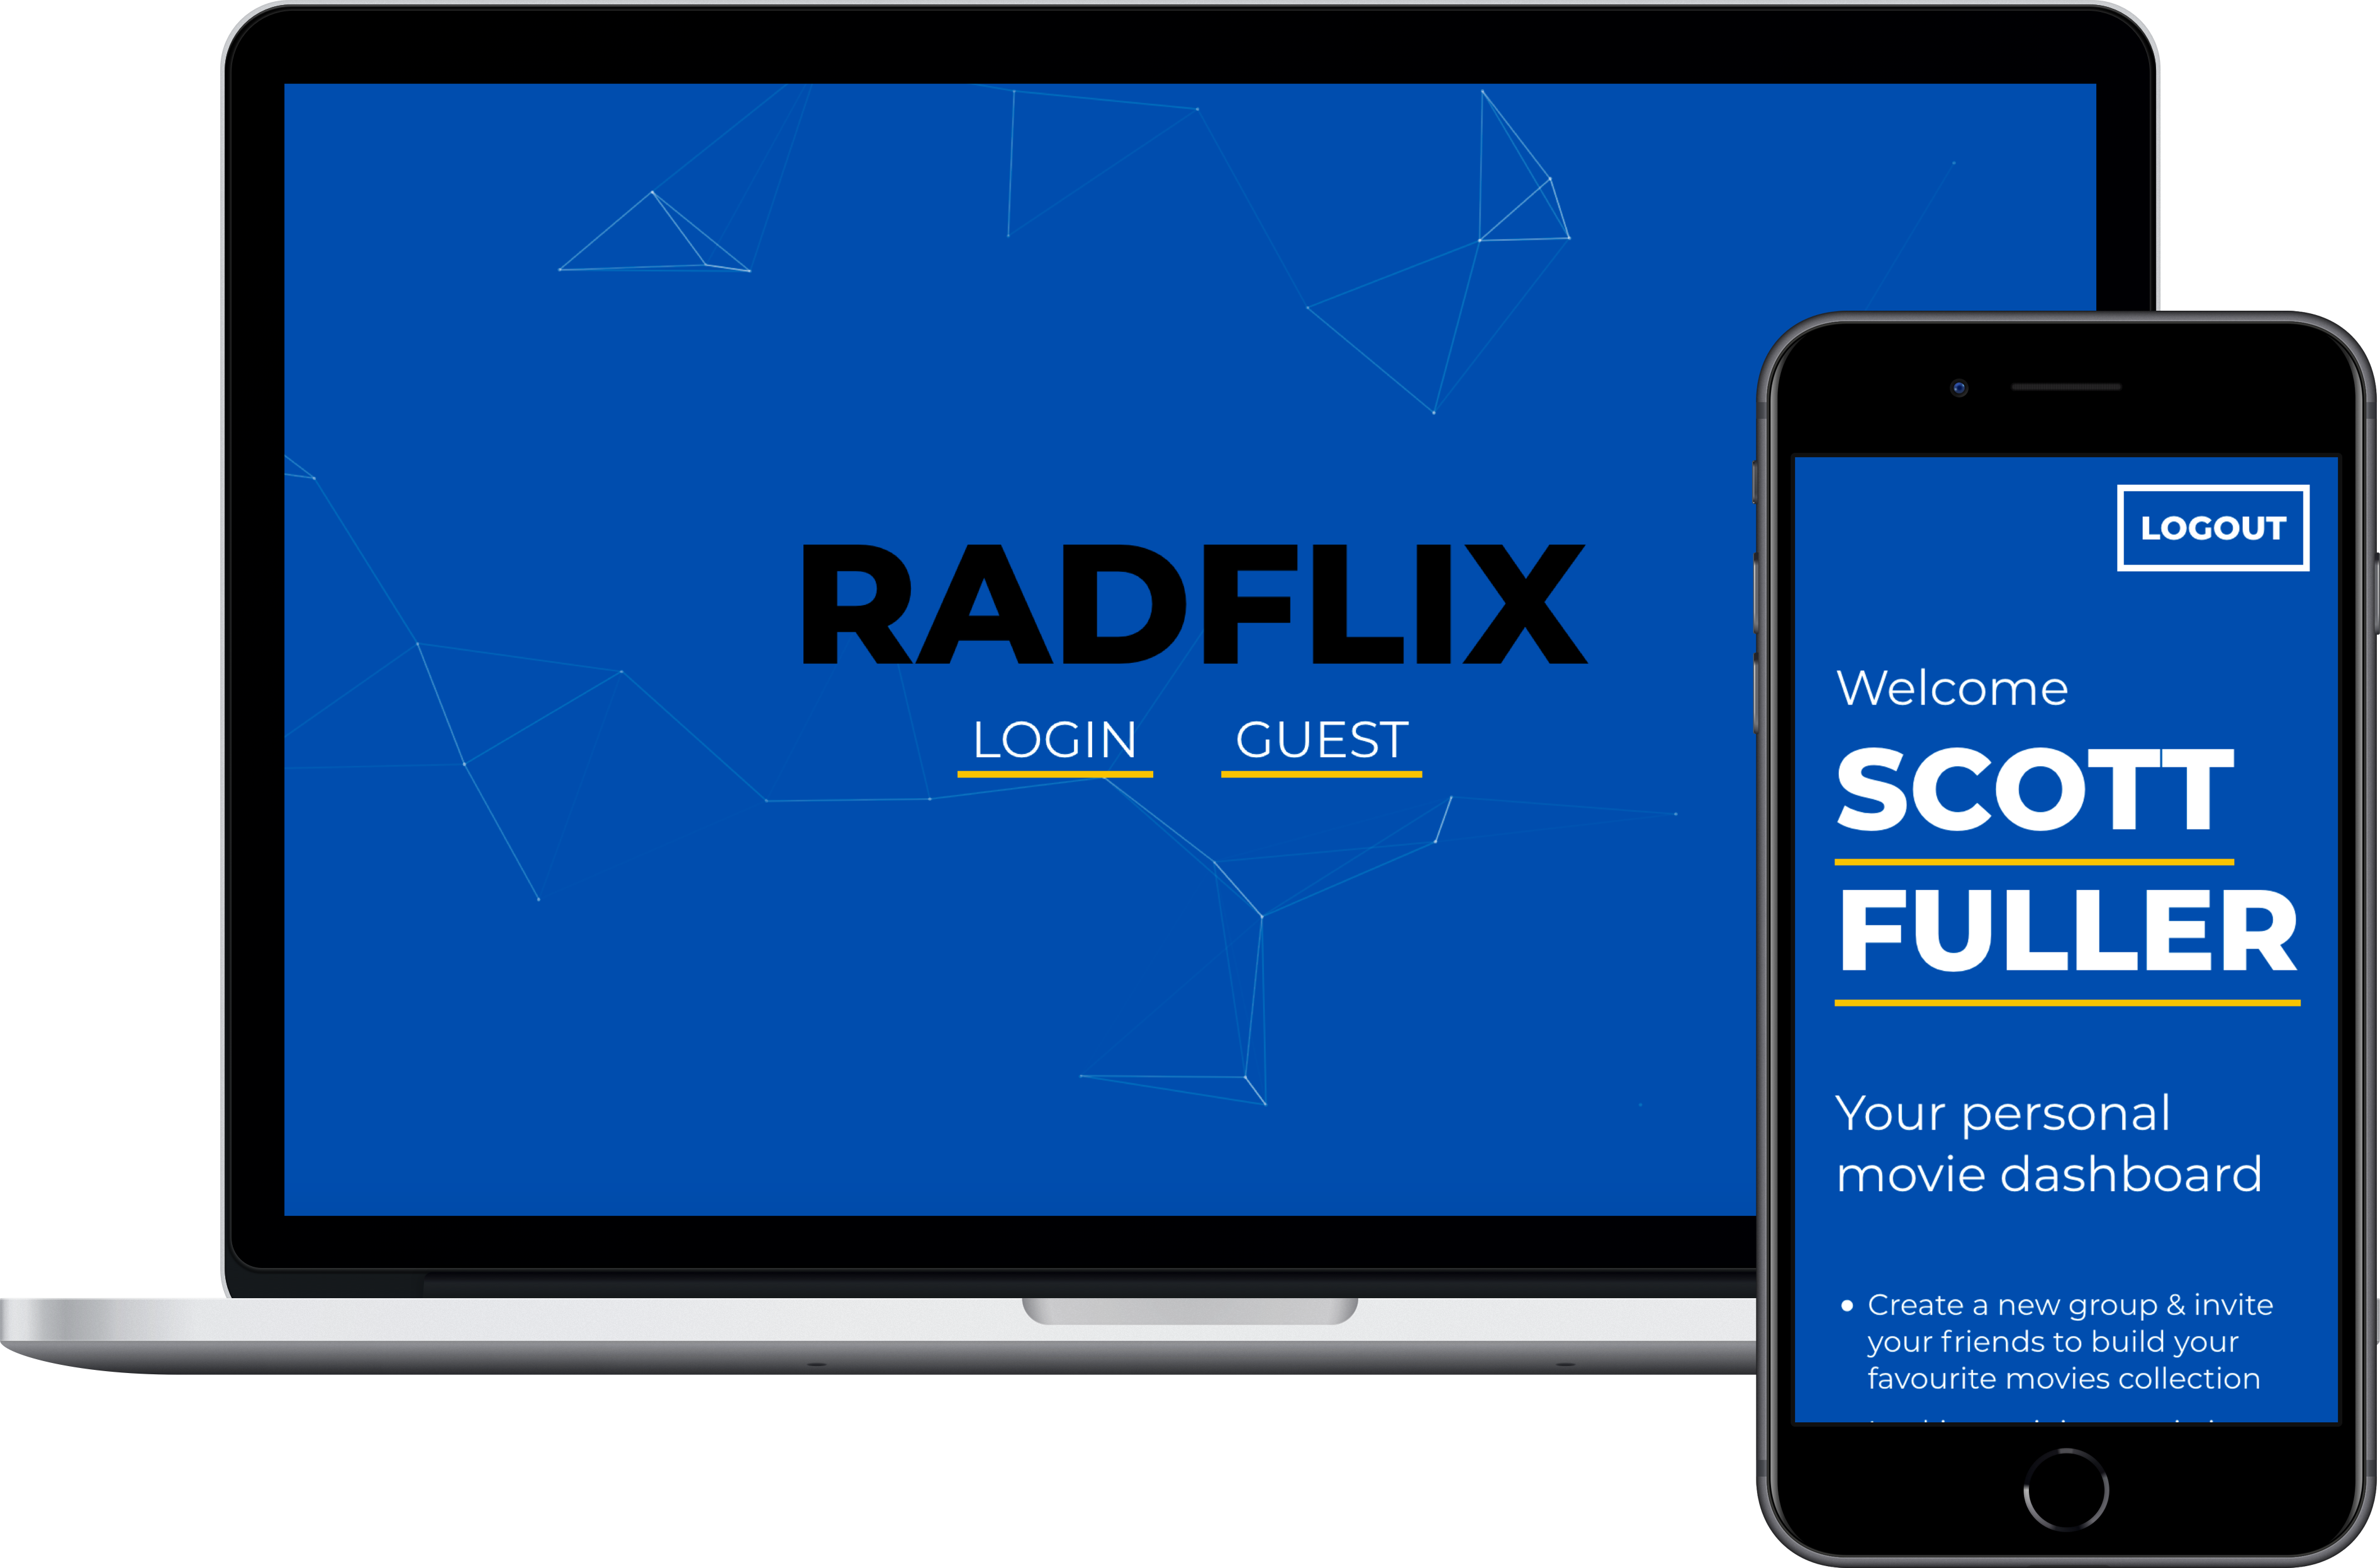 RADFLIX
LOGIN GUEST
LOGOUT
Welcome
SCOTT
FULLER
Your personal
movie dashboard
Create a new group & invite
your friends to build your
favourite movies collection